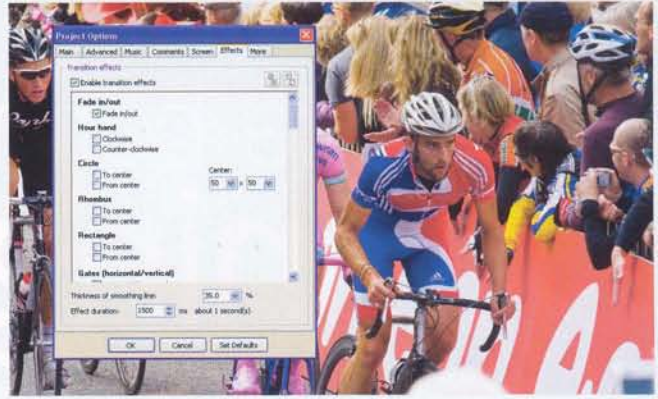 Project Options
Main Advanced Music Comments Screen Effects More
Transition effects
Enable transition effects
Fade in/out
Fade in/out
Hour hand
Clockwise
Counter-clockwise
Circle
To center
From center
Center:
50 x 50
Rhombus
To center
From center
Rectangle
To center
From center
Gates (horizontal/vertical)
Thickness of smoothing line: 35.0 %
Effect duration: 1500 ms about 1 second(s)
OK Cancel Set Defaults
adidas